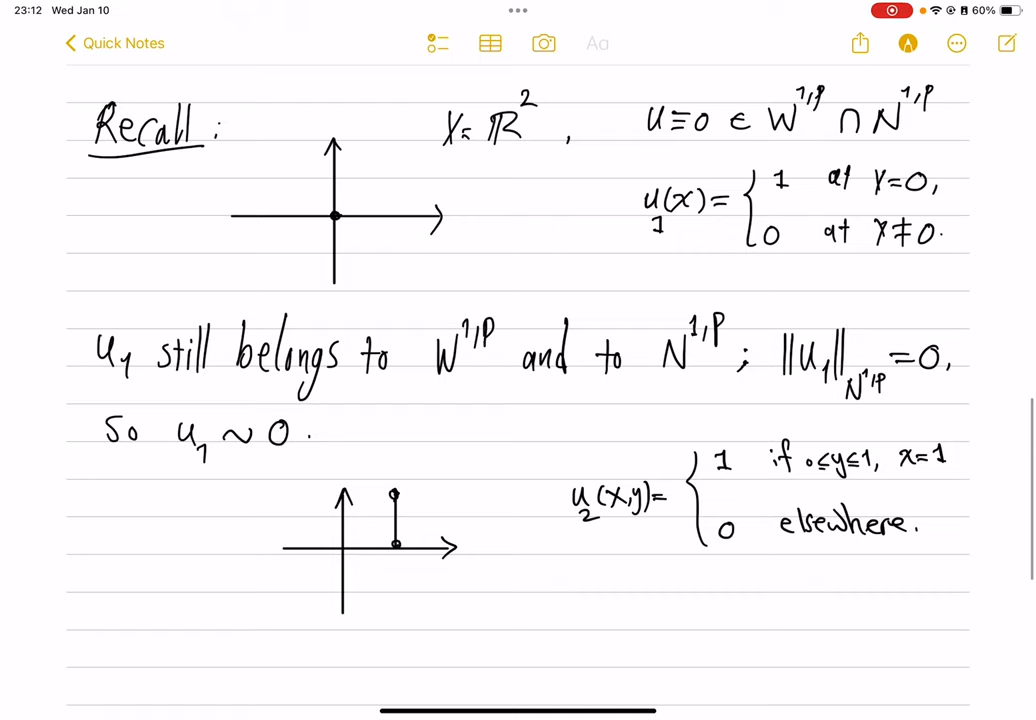 23:12 Wed Jan 10
60%
Quick Notes
Aa
Recall : X = ℝ², u ≡ 0 ∈ W^{1,p} ∩ N^{1,p}
u₁(x) = { 1 at x=0,
0 at x≠0.
u₁ still belongs to W^{1,p} and to N^{1,p} ; ||u₁||_{N^{1,p}} = 0,
So u₁ ~ 0.
u₂(x,y) = { 1 if 0≤y≤1, x=1
0 elsewhere.